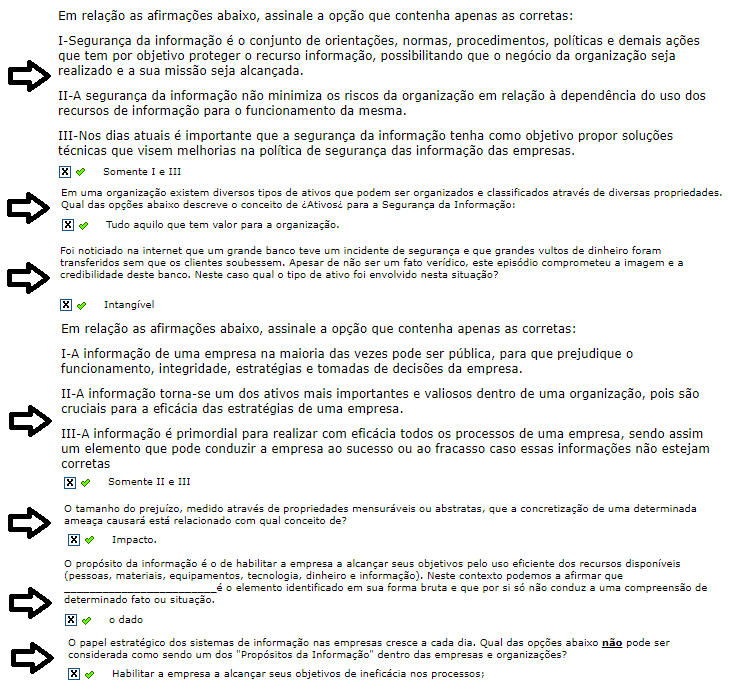 Em relação as afirmações abaixo, assinale a opção que contenha apenas as corretas:
I-Segurança da informação é o conjunto de orientações, normas, procedimentos, políticas e demais ações
que tem por objetivo proteger o recurso informação, possibilitando que o negócio da organização seja
realizado e a sua missão seja alcançada.
II-A segurança da informação não minimiza os riscos da organização em relação à dependência do uso dos
recursos de informação para o funcionamento da mesma.
III-Nos dias atuais é importante que a segurança da informação tenha como objetivo propor soluções
técnicas que visem melhorias na política de segurança das informação das empresas.
Somente I e III
Em uma organização existem diversos tipos de ativos que podem ser organizados e classificados através de diversas propriedades.
Qual das opções abaixo descreve o conceito de ¿Ativos¿ para a Segurança da Informação:
Tudo aquilo que tem valor para a organização.
Foi noticiado na internet que um grande banco teve um incidente de segurança e que grandes vultos de dinheiro foram
transferidos sem que os clientes soubessem. Apesar de não ser um fato verídico, este episódio comprometeu a imagem e a
credibilidade deste banco. Neste caso qual o tipo de ativo foi envolvido nesta situação?
Intangível
Em relação as afirmações abaixo, assinale a opção que contenha apenas as corretas:
I-A informação de uma empresa na maioria das vezes pode ser pública, para que prejudique o
funcionamento, integridade, estratégias e tomadas de decisões da empresa.
II-A informação torna-se um dos ativos mais importantes e valiosos dentro de uma organização, pois são
cruciais para a eficácia das estratégias de uma empresa.
III-A informação é primordial para realizar com eficácia todos os processos de uma empresa, sendo assim
um elemento que pode conduzir a empresa ao sucesso ou ao fracasso caso essas informações não estejam
corretas
Somente II e III
O tamanho do prejuízo, medido através de propriedades mensuráveis ou abstratas, que a concretização de uma determinada
ameaça causará está relacionado com qual conceito de?
Impacto.
O propósito da informação é o de habilitar a empresa a alcançar seus objetivos pelo uso eficiente dos recursos disponíveis
(pessoas, materiais, equipamentos, tecnologia, dinheiro e informação). Neste contexto podemos a afirmar que
_________________________é o elemento identificado em sua forma bruta e que por si só não conduz a uma compreensão de
determinado fato ou situação.
o dado
O papel estratégico dos sistemas de informação nas empresas cresce a cada dia. Qual das opções abaixo não pode ser
considerada como sendo um dos "Propósitos da Informação" dentro das empresas e organizações?
Habilitar a empresa a alcançar seus objetivos de ineficácia nos processos;